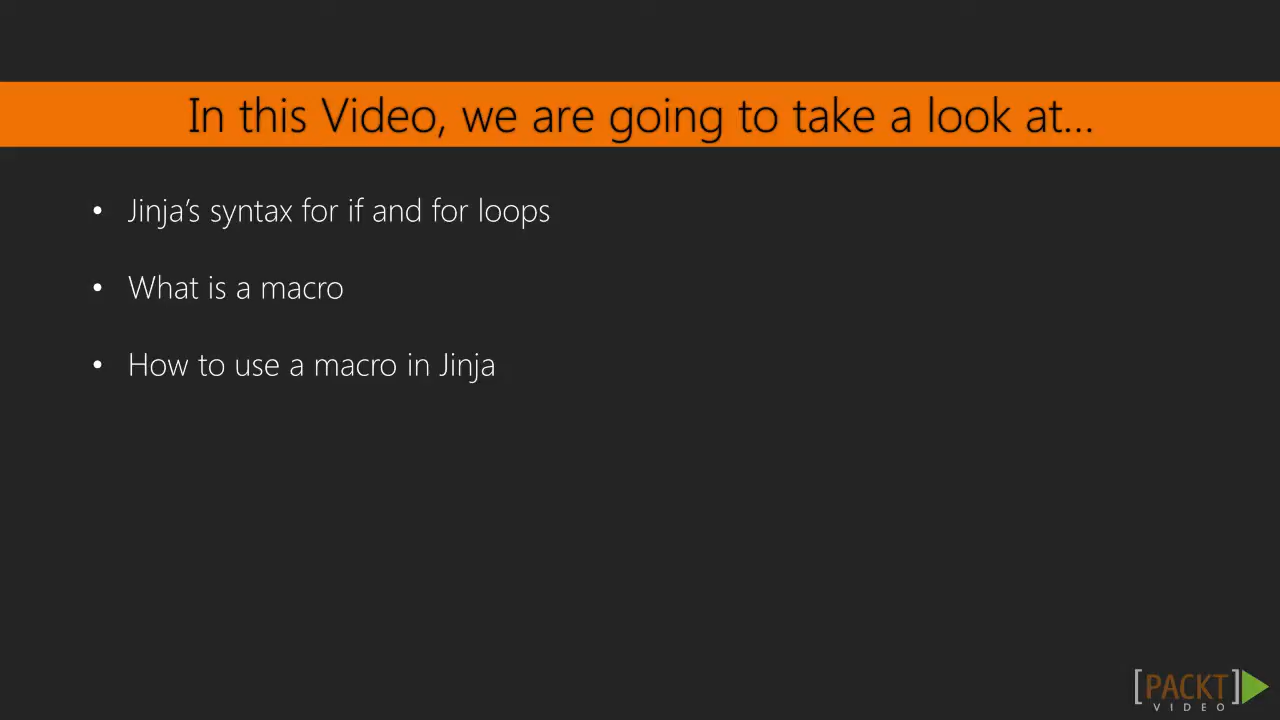 In this Video, we are going to take a look at...
• Jinja’s syntax for if and for loops
• What is a macro
• How to use a macro in Jinja
[PACKT]
VIDEO